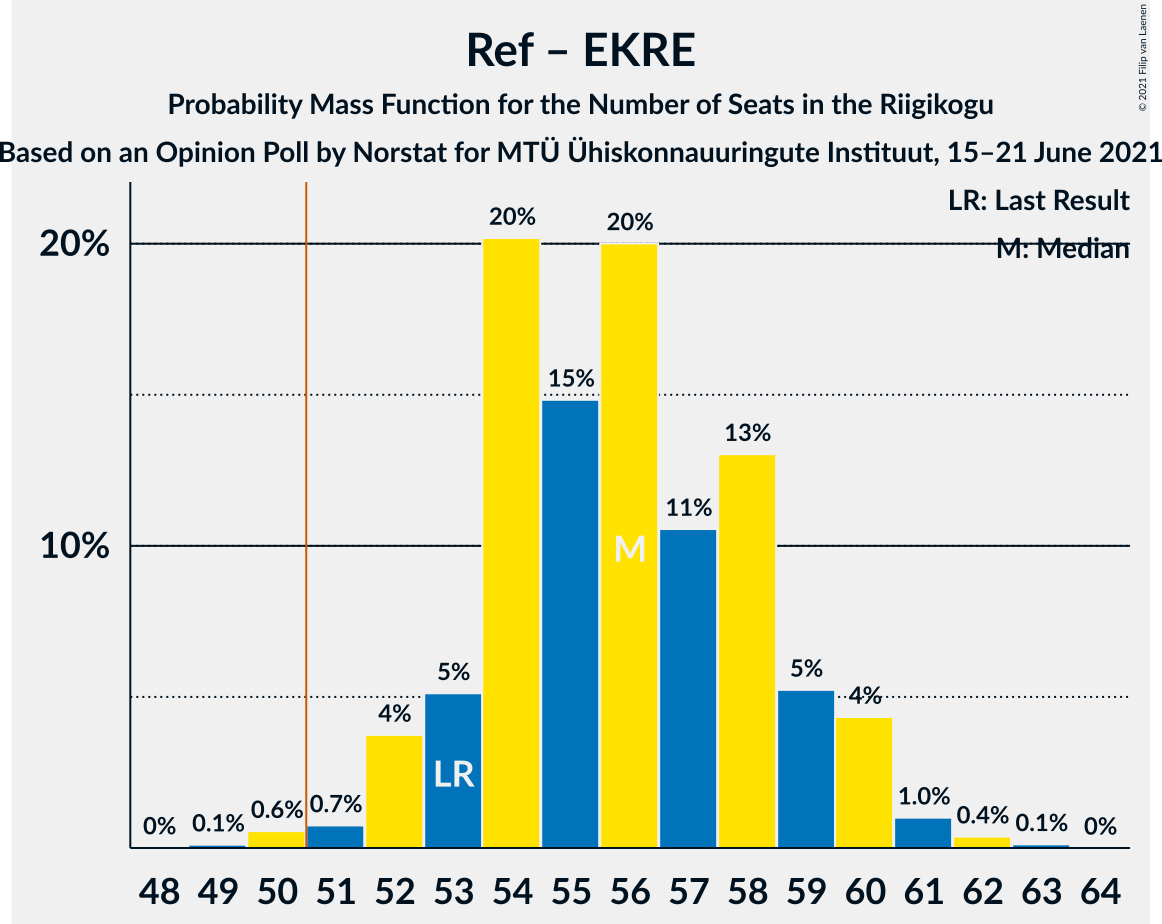 Ref – EKRE
Probability Mass Function for the Number of Seats in the Riigikogu
Based on an Opinion Poll by Norstat for MTÜ Ühiskonnauuringute Instituut, 15–21 June 2021
© 2021 Filip van Laenen
LR: Last Result
M: Median
20%
10%
0%
0.1%
0.6%
0.7%
4%
5%
20%
15%
20%
11%
13%
5%
4%
1.0%
0.4%
0.1%
0%
LR
M
48 49 50 51 52 53 54 55 56 57 58 59 60 61 62 63 64